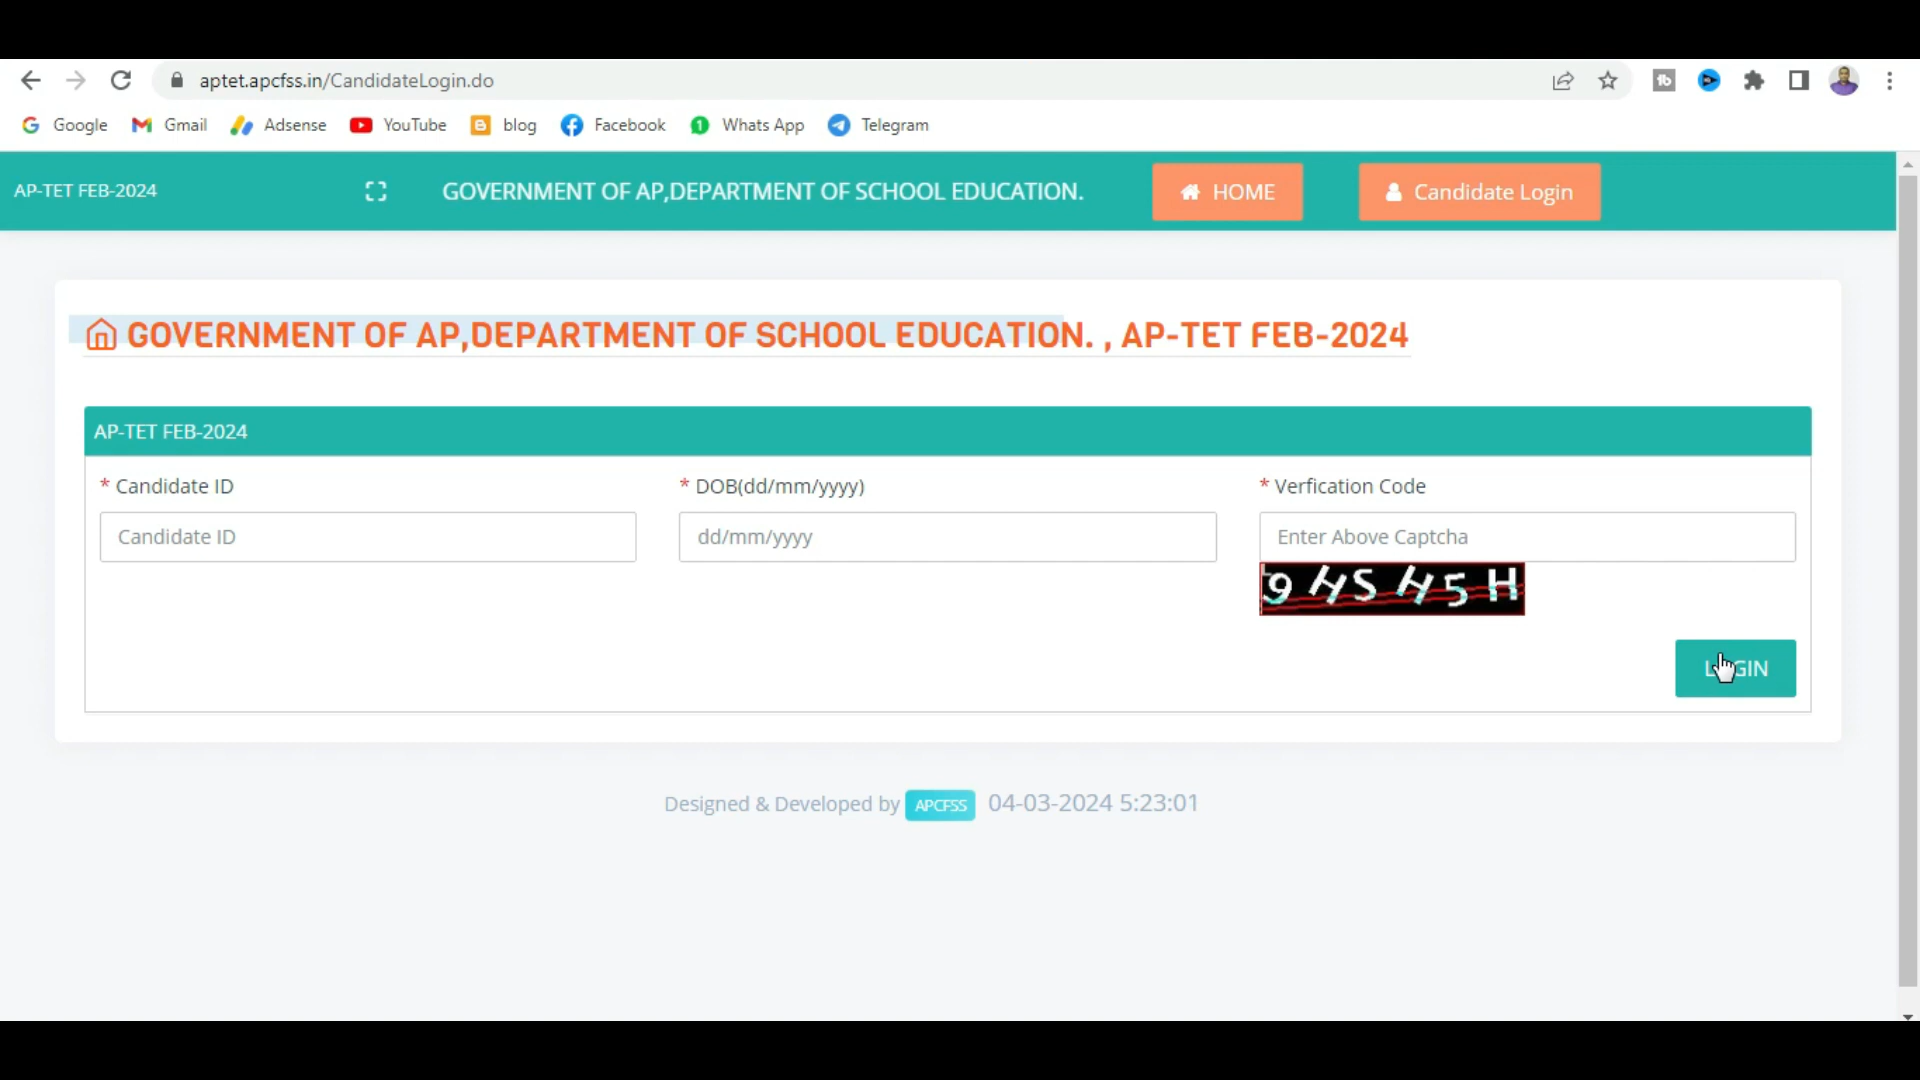 aptet.apcfss.in/CandidateLogin.do
Google Gmail Adsense YouTube blog Facebook Whats App Telegram
AP-TET FEB-2024 GOVERNMENT OF AP,DEPARTMENT OF SCHOOL EDUCATION. HOME Candidate Login
GOVERNMENT OF AP,DEPARTMENT OF SCHOOL EDUCATION. , AP-TET FEB-2024
AP-TET FEB-2024
* Candidate ID * DOB(dd/mm/yyyy) * Verfication Code
Candidate ID dd/mm/yyyy Enter Above Captcha
9 H S H 5 H
LOGIN
Designed & Developed by APCFSS 04-03-2024 5:23:01